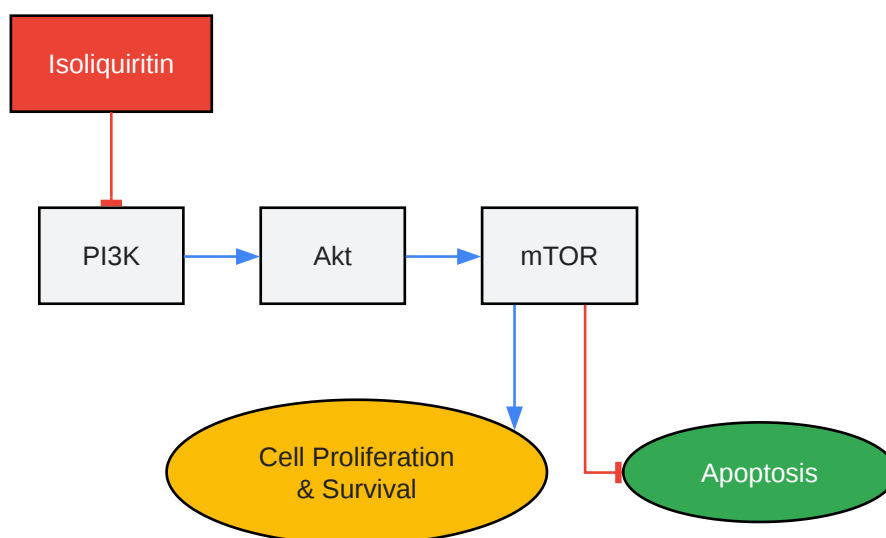 Isoliquiritin
PI3K
Akt
mTOR
Cell Proliferation
& Survival
Apoptosis